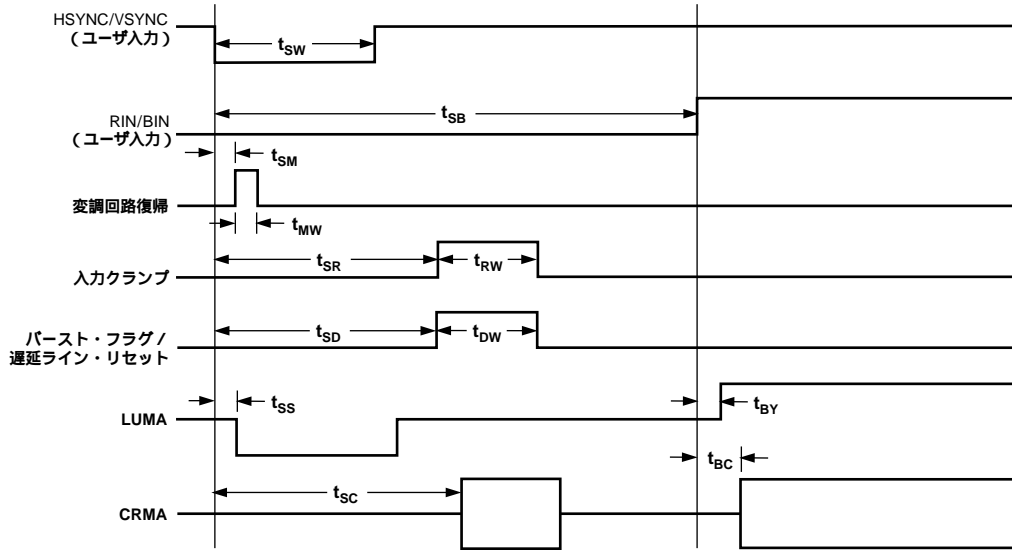 HSYNC/VSYNC
(ユーザ入力)
tSW
tSB
RIN/BIN
(ユーザ入力)
tSM
変調回路復帰
tMW
tSR
tRW
入力クランプ
tSD
tDW
バースト・フラグ/
遅延ライン・リセット
tSS
tBY
LUMA
tBC
tSC
CRMA